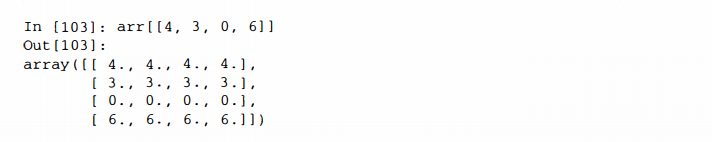 In [103]: arr[[4, 3, 0, 6]]
Out[103]:
array([[ 4., 4., 4., 4.],
[ 3., 3., 3., 3.],
[ 0., 0., 0., 0.],
[ 6., 6., 6., 6.]])